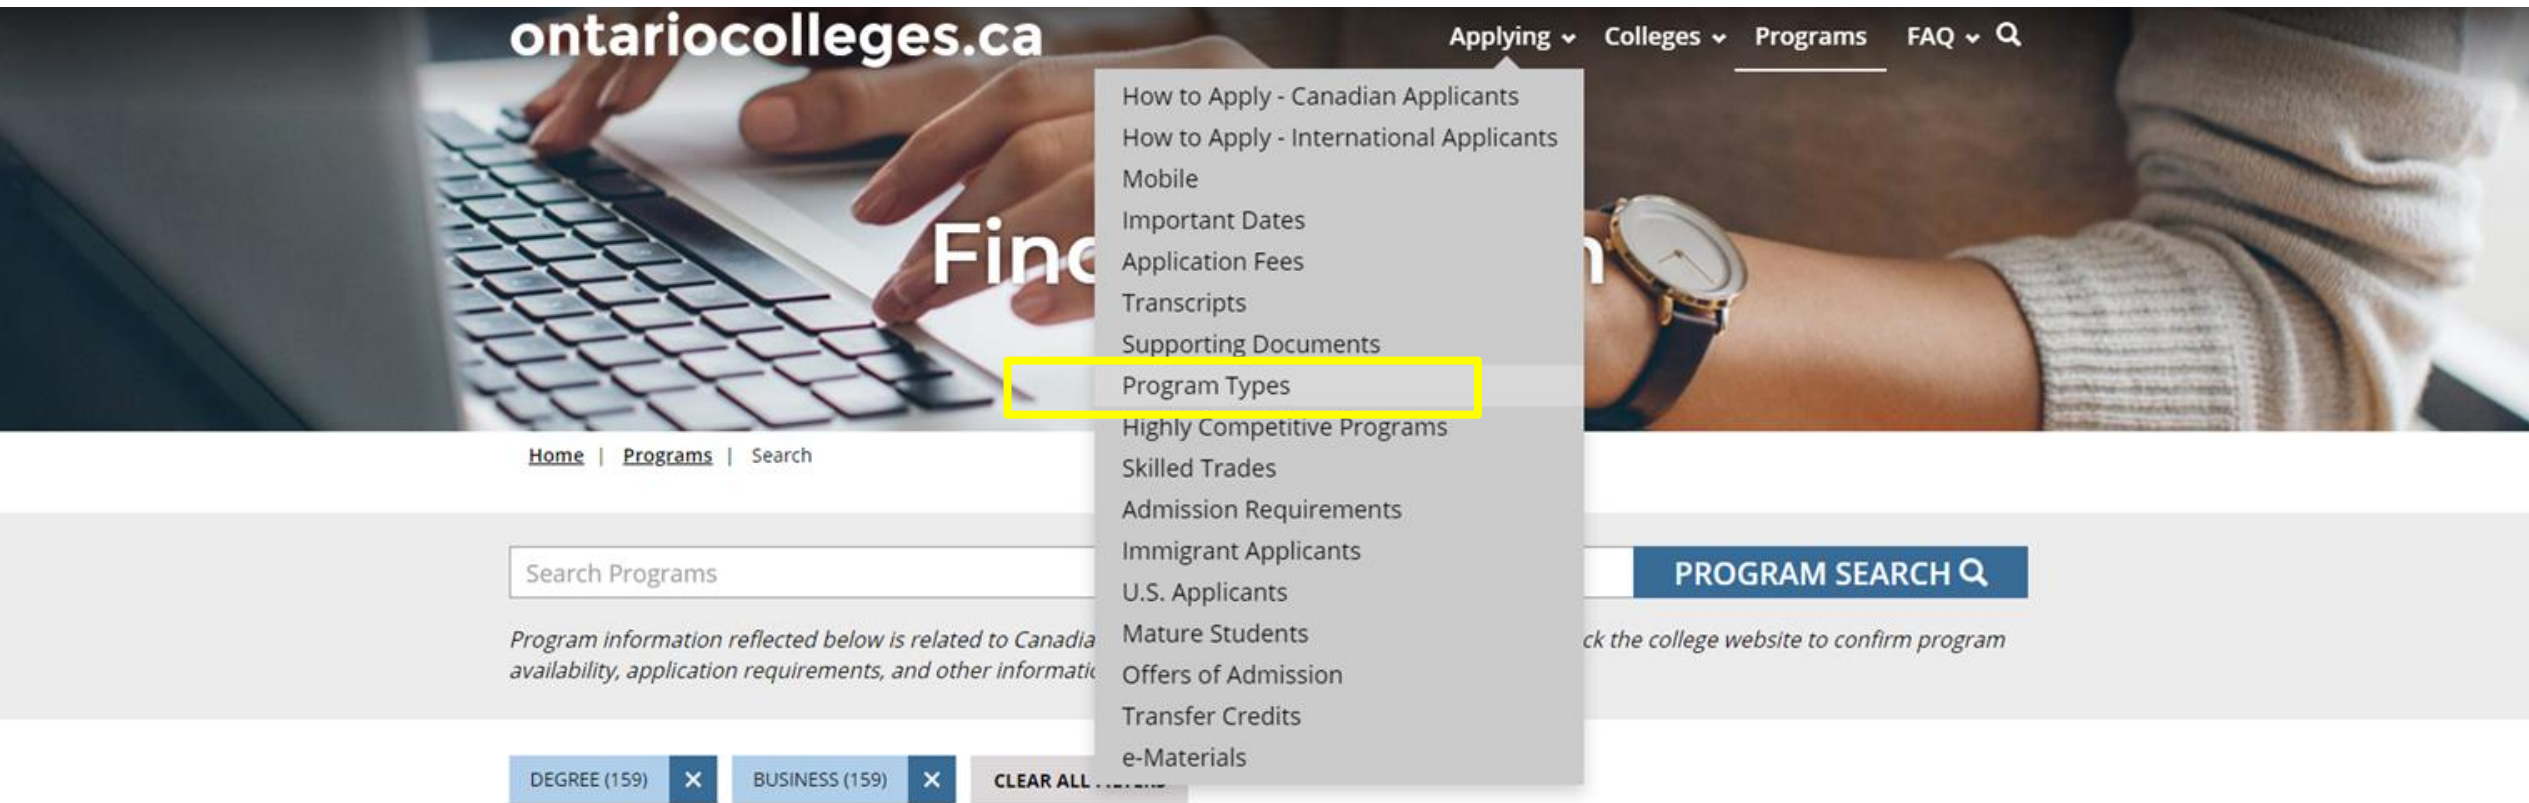 ontariocolleges.ca
Applying Colleges Programs FAQ
How to Apply - Canadian Applicants
How to Apply - International Applicants
Mobile
Important Dates
Application Fees
Transcripts
Supporting Documents
Program Types
Highly Competitive Programs
Skilled Trades
Admission Requirements
Immigrant Applicants
U.S. Applicants
Mature Students
Offers of Admission
Transfer Credits
e-Materials
Home | Programs | Search
Search Programs
PROGRAM SEARCH
Program information reflected below is related to
ck the college website to confirm program
availability, application requirements, and other
DEGREE (159) X BUSINESS (159) X CLEAR ALL